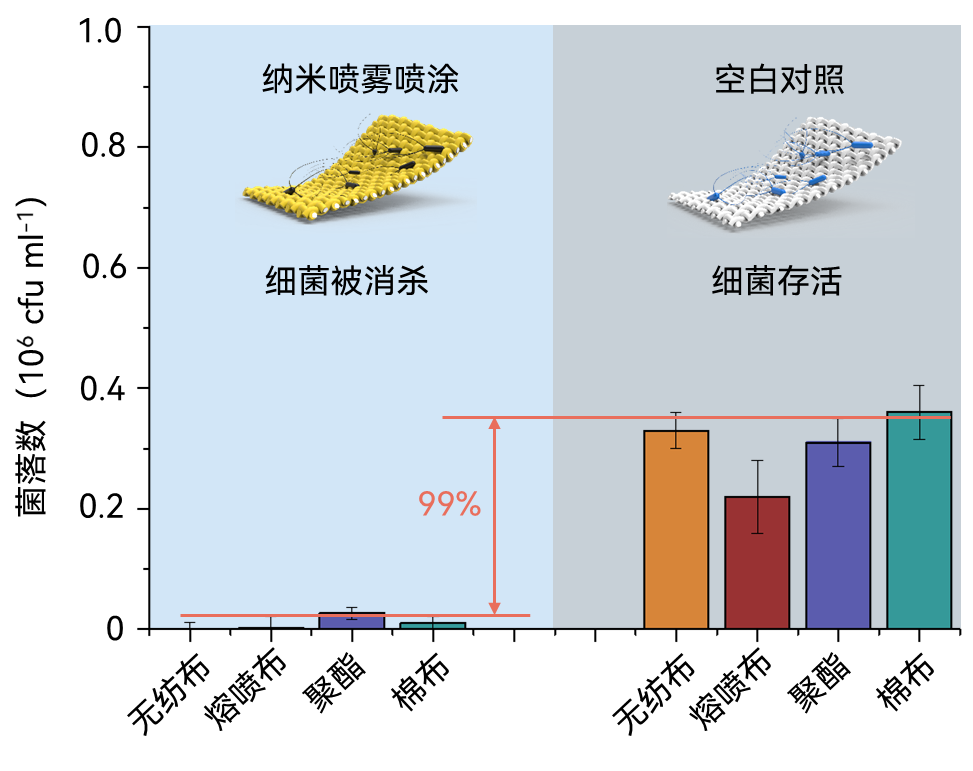 菌落数（10⁶ cfu ml⁻¹）
1.0
0.8
0.6
0.4
0.2
0
纳米喷雾喷涂
细菌被消杀
空白对照
细菌存活
99%
无纺布
熔喷布
聚酯
棉布
无纺布
熔喷布
聚酯
棉布